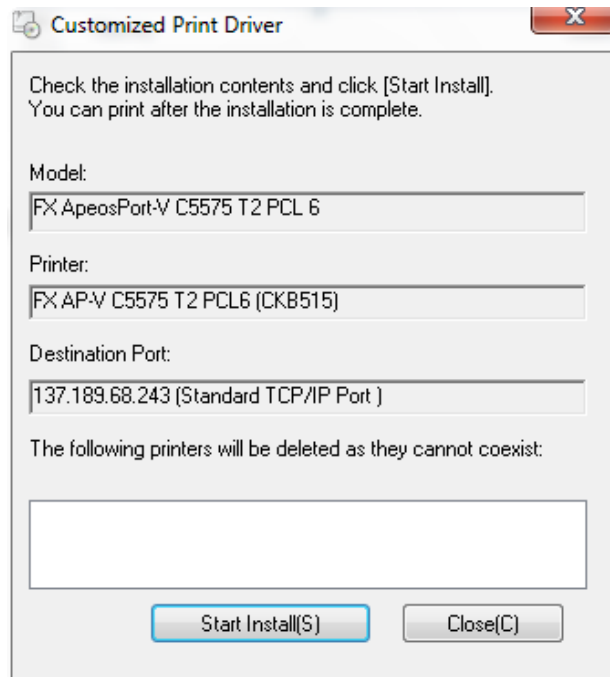 Customized Print Driver
Check the installation contents and click [Start Install].
You can print after the installation is complete.
Model:
FX ApeosPort-V C5575 T2 PCL 6
Printer:
FX AP-V C5575 T2 PCL6 (CKB515)
Destination Port:
137.189.68.243 (Standard TCP/IP Port )
The following printers will be deleted as they cannot coexist:
Start Install(S)
Close(C)